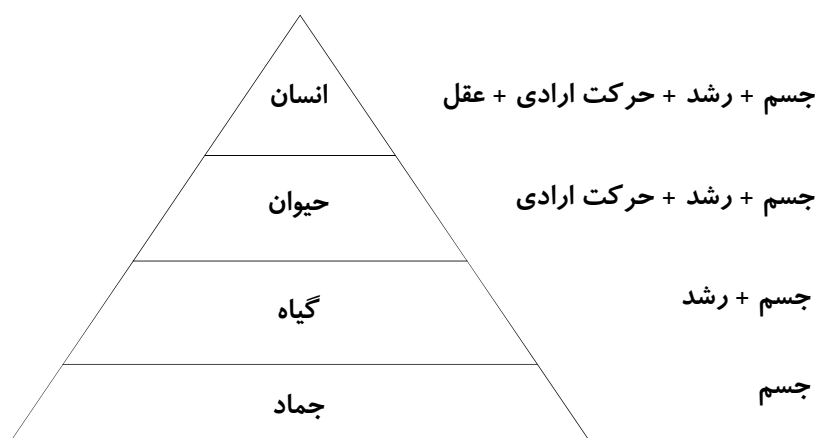 جسم + رشد + حرکت ارادی + عقل
انسان
جسم + رشد + حرکت ارادی
حیوان
جسم + رشد
گیاه
جسم
جماد